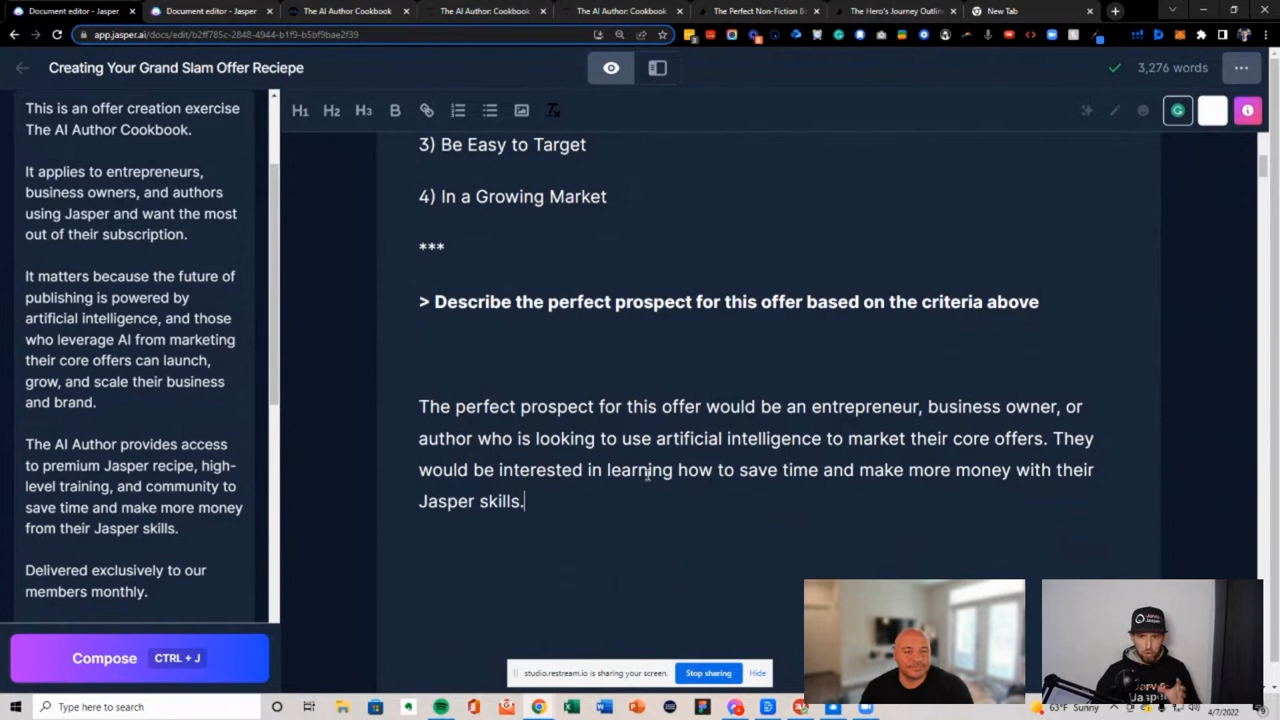 Document editor - Jasper
Document editor - Jasper
The AI Author Cookbook
The AI Author: Cookbook
The AI Author: Cookbook
The Perfect Non-Fiction B
The Hero's Journey Outlin
New Tab
app.jasper.ai/docs/edit/b2ff785c-2848-4944-b1f9-b5bf9bae2f39
Creating Your Grand Slam Offer Reciepe
3,276 words
H1 H2 H3 B
This is an offer creation exercise
The AI Author Cookbook.
It applies to entrepreneurs,
business owners, and authors
using Jasper and want the most
out of their subscription.
It matters because the future of
publishing is powered by
artificial intelligence, and those
who leverage AI from marketing
their core offers can launch,
grow, and scale their business
and brand.
The AI Author provides access
to premium Jasper recipe, high-
level training, and community to
save time and make more money
from their Jasper skills.
Delivered exclusively to our
members monthly.
Compose CTRL + J
3) Be Easy to Target
4) In a Growing Market
***
> Describe the perfect prospect for this offer based on the criteria above
The perfect prospect for this offer would be an entrepreneur, business owner, or
author who is looking to use artificial intelligence to market their core offers. They
would be interested in learning how to save time and make more money with their
Jasper skills.
studio.restream.io is sharing your screen. Stop sharing Hide
Jasper
Type here to search
63°F Sunny
4/7/2022